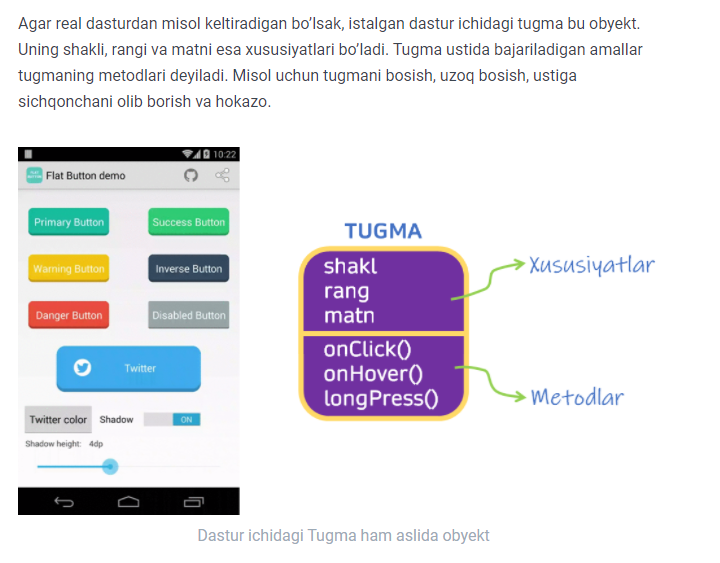 Agar real dasturdan misol keltiradigan bo’lsak, istalgan dastur ichidagi tugma bu obyekt.
Uning shakli, rangi va matni esa xususiyatlari bo’ladi. Tugma ustida bajariladigan amallar
tugmaning metodlari deyiladi. Misol uchun tugmani bosish, uzoq bosish, ustiga
sichqonchani olib borish va hokazo.
10:22
Flat Button demo
Primary Button
Success Button
Warning Button
Inverse Button
Danger Button
Disabled Button
Twitter
Twitter color
Shadow
ON
Shadow height: 4dp
TUGMA
shakl
rang
matn
Xususiyatlar
onClick()
onHover()
longPress()
Metodlar
Dastur ichidagi Tugma ham aslida obyekt